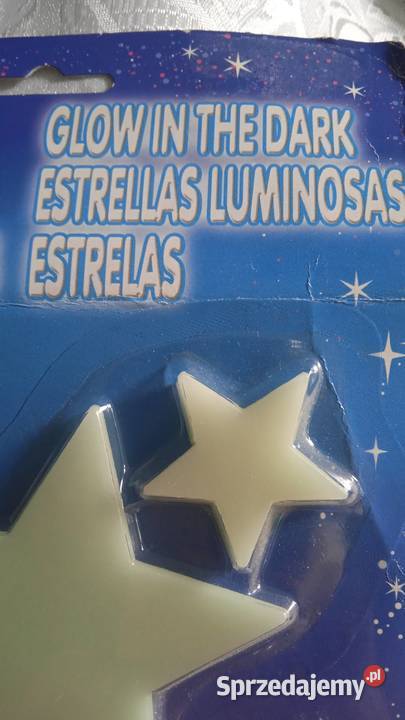 GLOW IN THE DARK
ESTRELLAS LUMINOSAS
ESTRELAS
Sprzedajemy.pl